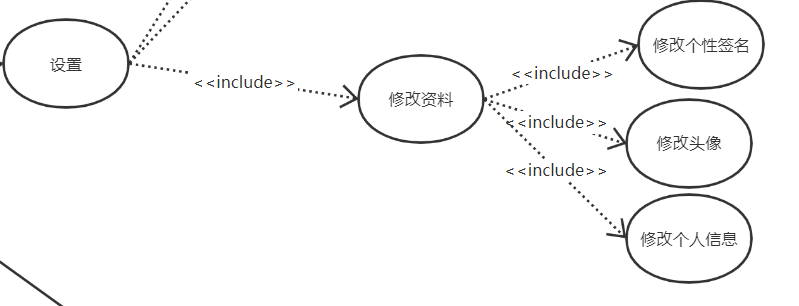 修改个性签名
设置
<<include>>
<<include>>
修改资料
<<include>>
修改头像
<<include>>
修改个人信息